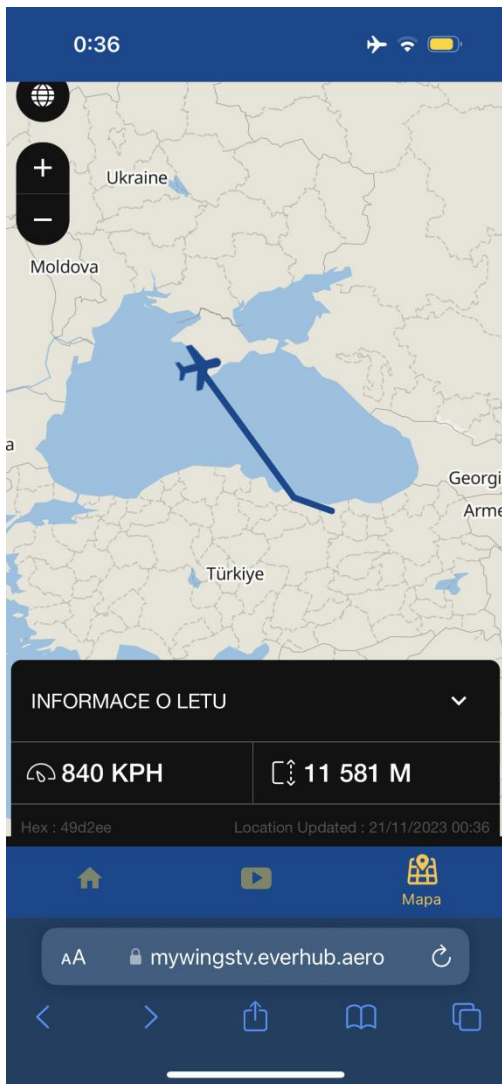 0:36
+
Ukraine
−
Moldova
a
Georgi
Arme
Türkiye
INFORMACE O LETU
840 KPH
11 581 M
Hex : 49d2ee
Location Updated : 21/11/2023 00:36
Mapa
AA
mywingstv.everhub.aero